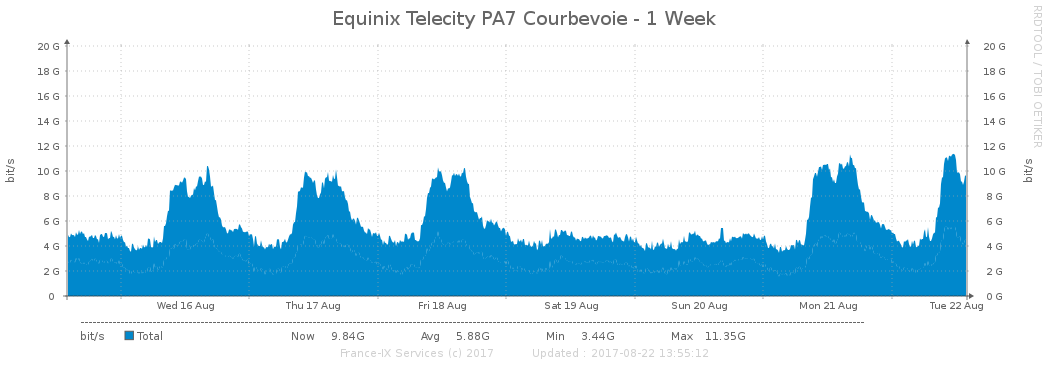 Equinix Telecity PA7 Courbevoie - 1 Week
RRDTOOL / TOBI OETIKER
bit/s
bit/s
20 G 20 G
18 G 18 G
16 G 16 G
14 G 14 G
12 G 12 G
10 G 10 G
8 G 8 G
6 G 6 G
4 G 4 G
2 G 2 G
0 0 G
Wed 16 Aug Thu 17 Aug Fri 18 Aug Sat 19 Aug Sun 20 Aug Mon 21 Aug Tue 22 Aug
bit/s Total Now 9.84G Avg 5.88G Min 3.44G Max 11.35G
France-IX Services (c) 2017 Updated : 2017-08-22 13:55:12